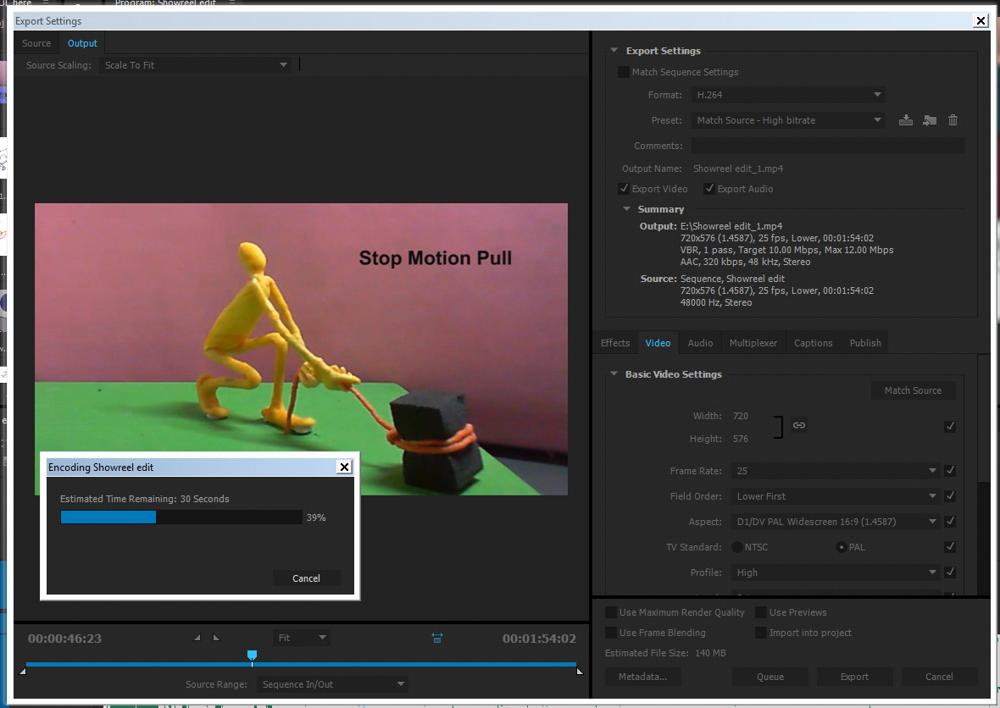 here
Program: Showreel edit
Export Settings
Source
Output
Source Scaling:
Scale To Fit
Stop Motion Pull
Encoding Showreel edit
Estimated Time Remaining: 30 Seconds
39%
Cancel
00:00:46:23
Fit
00:01:54:02
Source Range:
Sequence In/Out
Export Settings
Match Sequence Settings
Format:
H.264
Preset:
Match Source - High bitrate
Comments:
Output Name:
Showreel edit_1.mp4
Export Video
Export Audio
Summary
Output: E:\Showreel edit_1.mp4
720x576 (1.4587), 25 fps, Lower, 00:01:54:02
VBR, 1 pass, Target 10.00 Mbps, Max 12.00 Mbps
AAC, 320 kbps, 48 kHz, Stereo
Source: Sequence, Showreel edit
720x576 (1.4587), 25 fps, Lower, 00:01:54:02
48000 Hz, Stereo
Effects
Video
Audio
Multiplexer
Captions
Publish
Basic Video Settings
Match Source
Width:
720
Height:
576
Frame Rate:
25
Field Order:
Lower First
Aspect:
D1/DV PAL Widescreen 16:9 (1.4587)
TV Standard:
NTSC
PAL
Profile:
High
Use Maximum Render Quality
Use Previews
Use Frame Blending
Import into project
Estimated File Size: 140 MB
Metadata...
Queue
Export
Cancel